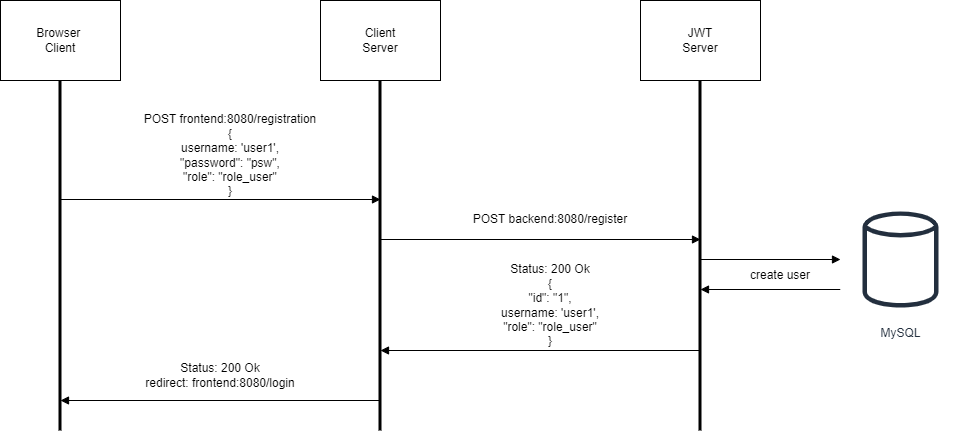 Browser
Client
Client
Server
JWT
Server
POST frontend:8080/registration
{
username: 'user1',
"password": "psw",
"role": "role_user"
}
POST backend:8080/register
create user
MySQL
Status: 200 Ok
{
"id": "1",
username: 'user1',
"role": "role_user"
}
Status: 200 Ok
redirect: frontend:8080/login